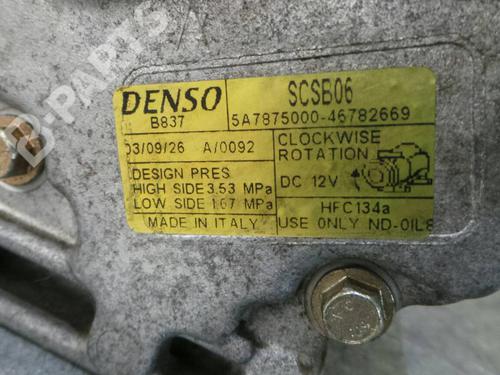 B-PARTS
DENSO
B837
SCSB06
5A7875000-46782669
03/09/26 A/0092
CLOCKWISE
ROTATION
DESIGN PRES
HIGH SIDE 3.53 MPa
LOW SIDE 1.67 MPa
DC 12V
HFC134a
MADE IN ITALY
USE ONLY ND-OIL8